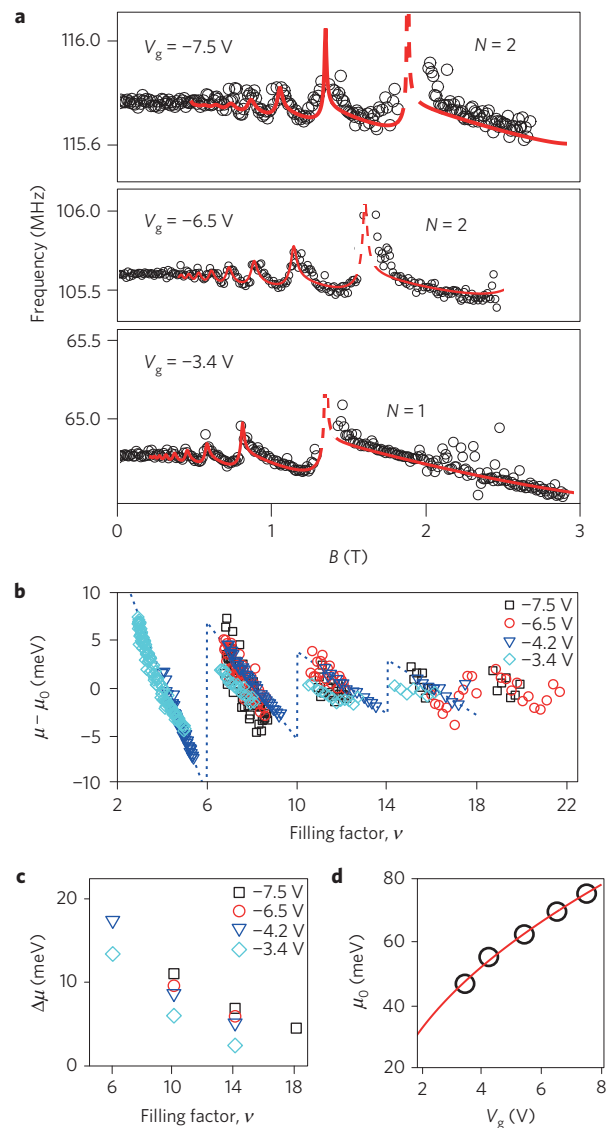 a
116.0
V_g = −7.5 V
N = 2
115.6
106.0
V_g = −6.5 V
N = 2
105.5
Frequency (MHz)
65.5
V_g = −3.4 V
65.0
N = 1
0 1 2 3
B (T)
b
10
5
0
−5
−10
μ − μ₀ (meV)
−7.5 V
−6.5 V
−4.2 V
−3.4 V
2 6 10 14 18 22
Filling factor, ν
c
20
10
0
Δμ (meV)
−7.5 V
−6.5 V
−4.2 V
−3.4 V
6 10 14 18
Filling factor, ν
d
80
60
40
20
μ₀ (meV)
2 4 6 8
V_g (V)